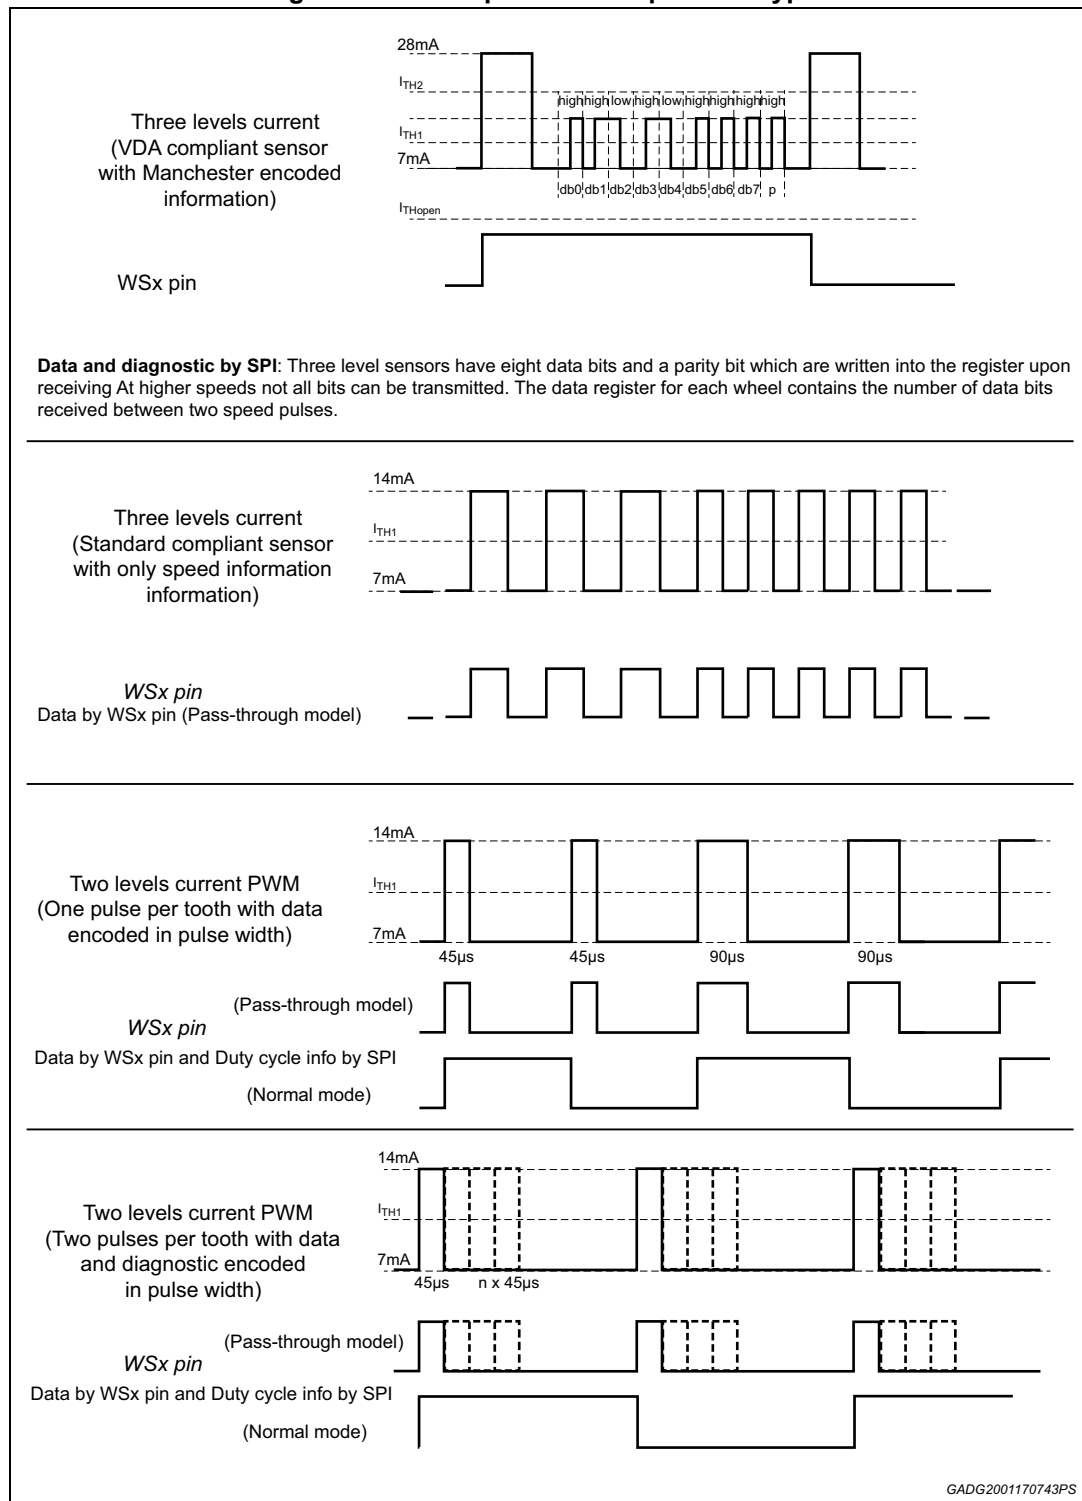 28mA
ITH2
high high low high low high high high high
Three levels current
(VDA compliant sensor
with Manchester encoded
information)
ITH1
7mA
db0 db1 db2 db3 db4 db5 db6 db7 p
ITHopen
WSx pin
Data and diagnostic by SPI: Three level sensors have eight data bits and a parity bit which are written into the register upon
receiving At higher speeds not all bits can be transmitted. The data register for each wheel contains the number of data bits
received between two speed pulses.
14mA
Three levels current
(Standard compliant sensor
with only speed information
information)
ITH1
7mA
WSx pin
Data by WSx pin (Pass-through model)
14mA
Two levels current PWM
(One pulse per tooth with data
encoded in pulse width)
ITH1
7mA
45µs 45µs 90µs 90µs
(Pass-through model)
WSx pin
Data by WSx pin and Duty cycle info by SPI
(Normal mode)
14mA
Two levels current PWM
(Two pulses per tooth with data
and diagnostic encoded
in pulse width)
ITH1
7mA
45µs n x 45µs
(Pass-through model)
WSx pin
Data by WSx pin and Duty cycle info by SPI
(Normal mode)
GADG2001170743PS